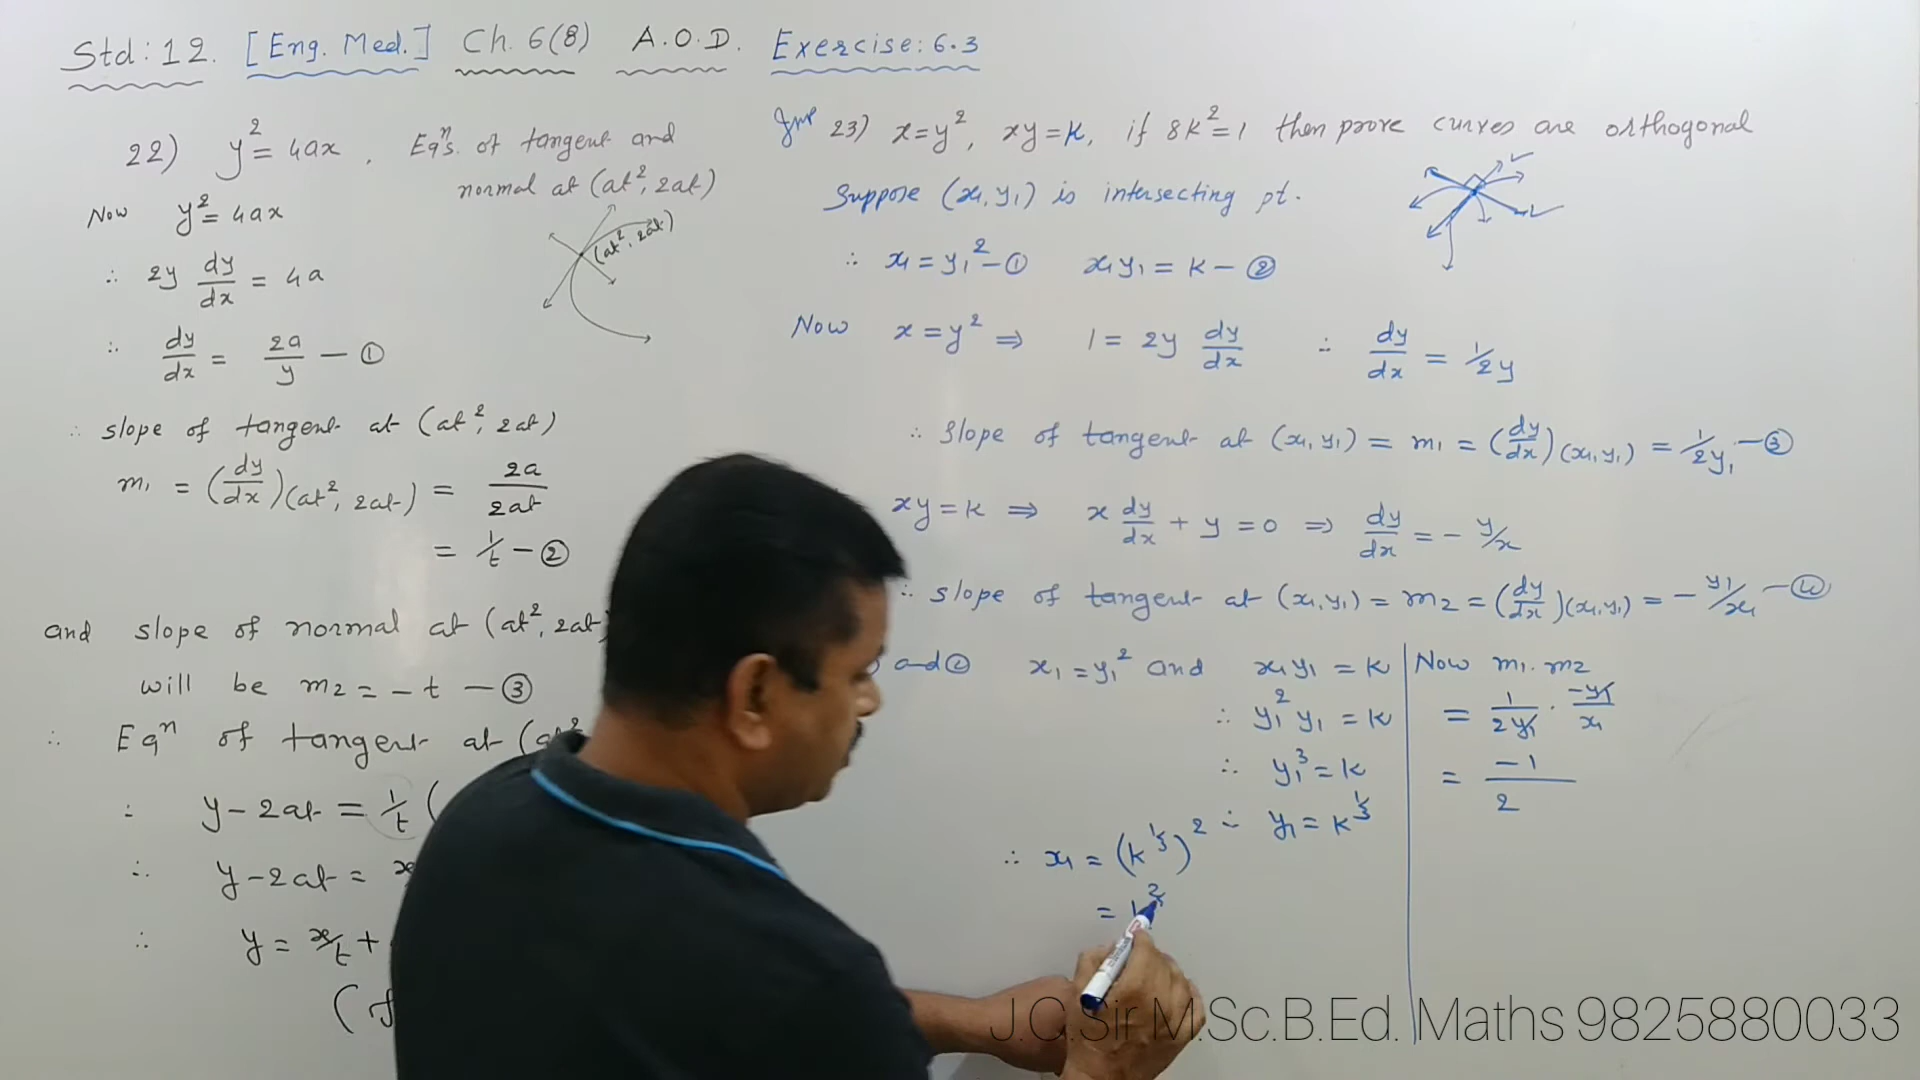 Std: 12. [Eng. Med.] Ch. 6(8) A.O.D. Exercise: 6.3
22) y² = 4ax, Eqⁿs. of tangent and
normal at (at², 2at)
Now y² = 4ax
(at², 2at)
∴ 2y dy/dx = 4a
∴ dy/dx = 2a/y — ①
∴ slope of tangent at (at², 2at)
m₁ = (dy/dx)(at², 2at) = 2a/2at
= 1/t — ②
and slope of normal at (at², 2at)
will be m₂ = -t — ③
∴ Eqⁿ of tangent at (at²
∴ y - 2at = 1/t (
∴ y - 2at = x
∴ y = x/t +
(
Imp 23) x = y², xy = k, if 8k² = 1 then prove curves are orthogonal
Suppose (x₁, y₁) is intersecting pt.
∴ x₁ = y₁² — ① x₁y₁ = k — ②
Now x = y² ⇒ 1 = 2y dy/dx ∴ dy/dx = 1/2y
∴ slope of tangent at (x₁, y₁) = m₁ = (dy/dx)(x₁, y₁) = 1/2y₁ — ③
xy = k ⇒ x dy/dx + y = 0 ⇒ dy/dx = - y/x
∴ slope of tangent at (x₁, y₁) = m₂ = (dy/dx)(x₁, y₁) = - y₁/x₁ — ④
and ② x₁ = y₁² and x₁y₁ = k
∴ y₁² y₁ = k
∴ y₁³ = k
∴ y₁ = k^1/3
∴ x₁ = (k^1/3)²
= k^2/3
Now m₁.m₂
= 1/2y₁ . -y₁/x₁
= -1/2
J.G.Sir M.Sc.B.Ed. Maths 9825880033